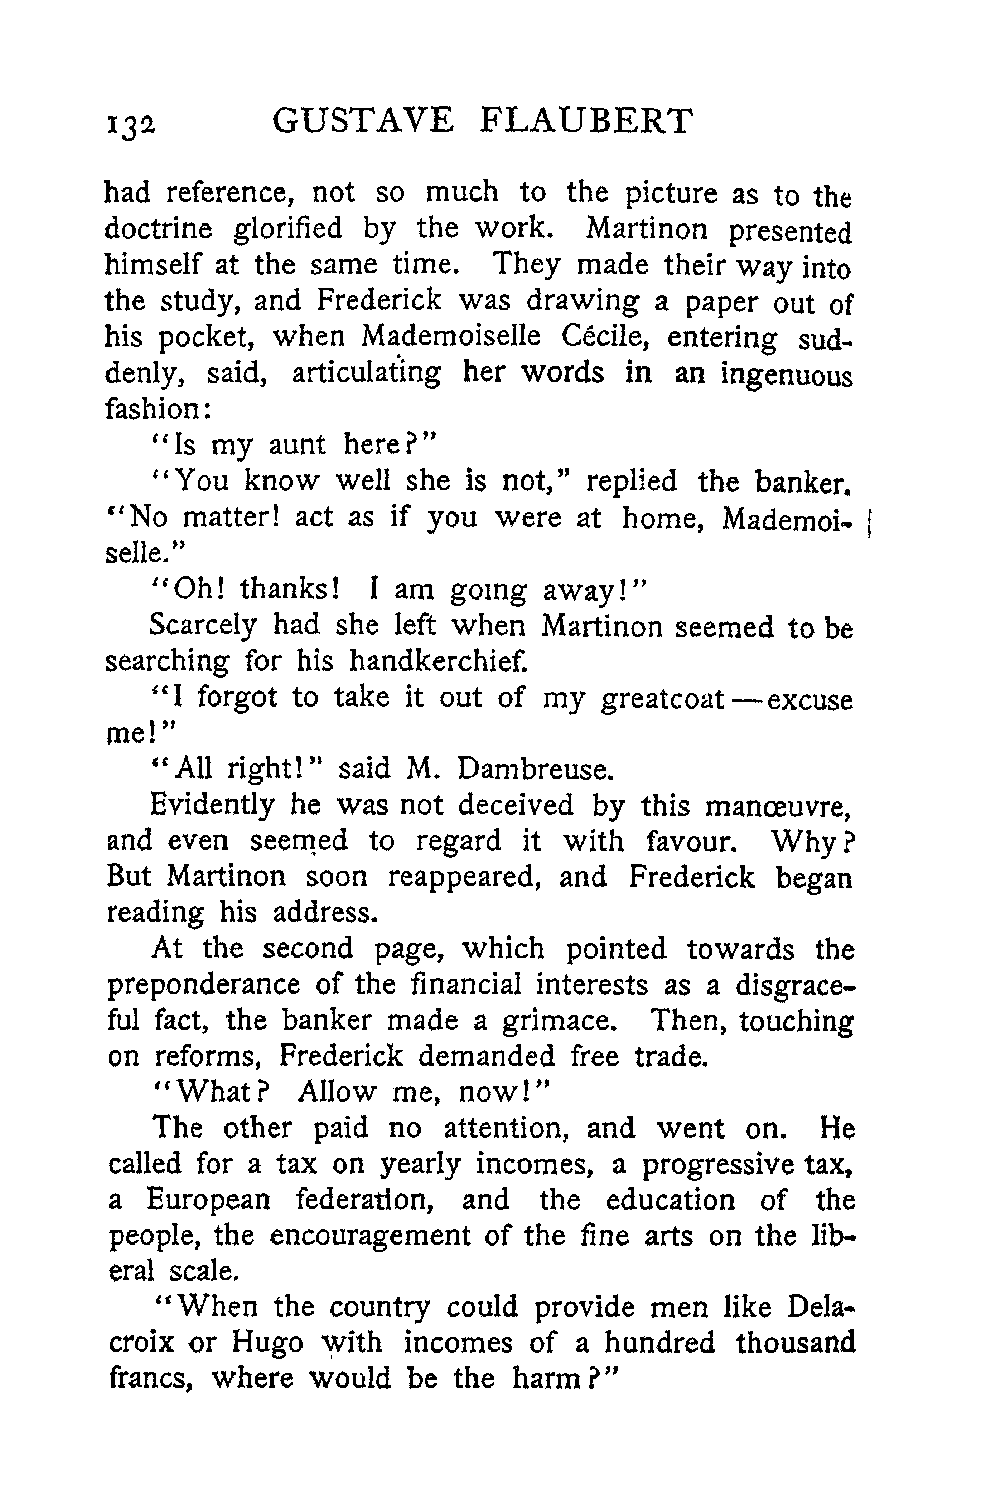 132 GUSTAVE FLAUBERT
had reference, not so much to the picture as to the
doctrine glorified by the work. Martinon presented
himself at the same time. They made their way into
the study, and Frederick was drawing a paper out of
his pocket, when Mademoiselle Cécile, entering sud-
denly, said, articulating her words in an ingenuous
fashion:
"Is my aunt here?"
"You know well she is not," replied the banker.
"No matter! act as if you were at home, Mademoi-
selle."
"Oh! thanks! I am going away!"
Scarcely had she left when Martinon seemed to be
searching for his handkerchief.
"I forgot to take it out of my greatcoat—excuse
me!"
"All right!" said M. Dambreuse.
Evidently he was not deceived by this manœuvre,
and even seemed to regard it with favour. Why?
But Martinon soon reappeared, and Frederick began
reading his address.
At the second page, which pointed towards the
preponderance of the financial interests as a disgrace-
ful fact, the banker made a grimace. Then, touching
on reforms, Frederick demanded free trade.
"What? Allow me, now!"
The other paid no attention, and went on. He
called for a tax on yearly incomes, a progressive tax,
a European federation, and the education of the
people, the encouragement of the fine arts on the lib-
eral scale.
"When the country could provide men like Dela-
croix or Hugo with incomes of a hundred thousand
francs, where would be the harm?"